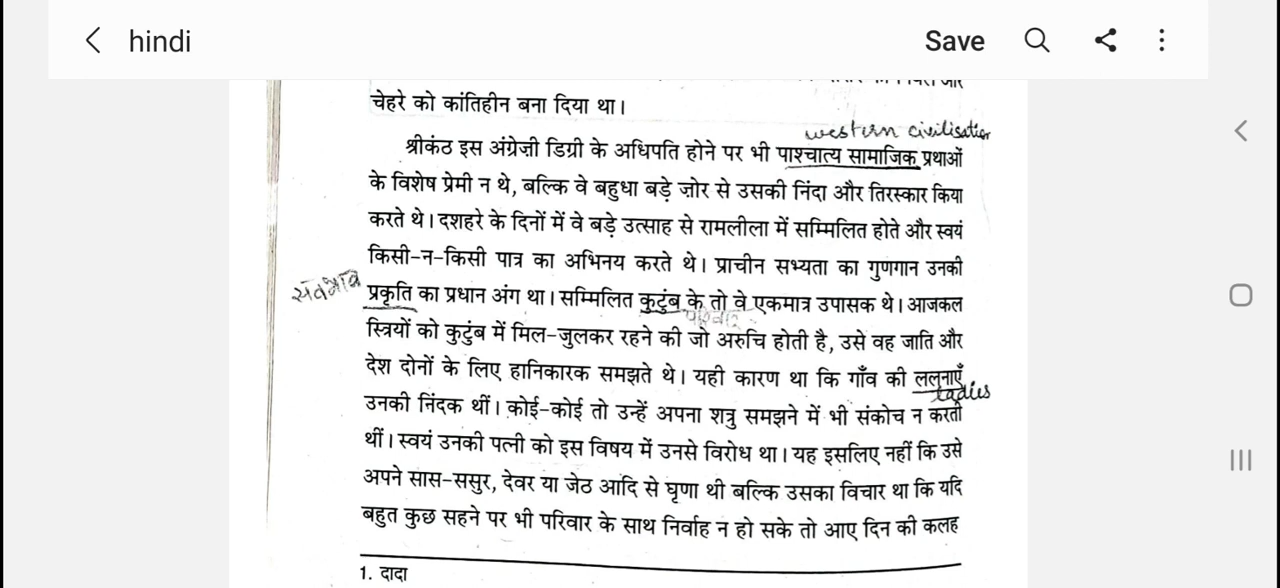 hindi
Save
चेहरे को कांतिहीन बना दिया था।
western civilisation
श्रीकंठ इस अंग्रेज़ी डिग्री के अधिपति होने पर भी पाश्चात्य सामाजिक प्रथाओं
के विशेष प्रेमी न थे, बल्कि वे बहुधा बड़े ज़ोर से उसकी निंदा और तिरस्कार किया
करते थे। दशहरे के दिनों में वे बड़े उत्साह से रामलीला में सम्मिलित होते और स्वयं
किसी-न-किसी पात्र का अभिनय करते थे। प्राचीन सभ्यता का गुणगान उनकी
प्रकृति का प्रधान अंग था। सम्मिलित कुटुंब के तो वे एकमात्र उपासक थे। आजकल
स्त्रियों को कुटुंब में मिल-जुलकर रहने की जो अरुचि होती है, उसे वह जाति और
देश दोनों के लिए हानिकारक समझते थे। यही कारण था कि गाँव की ललनाएँ
ladies
उनकी निंदक थीं। कोई-कोई तो उन्हें अपना शत्रु समझने में भी संकोच न करती
थीं। स्वयं उनकी पत्नी को इस विषय में उनसे विरोध था। यह इसलिए नहीं कि उसे
अपने सास-ससुर, देवर या जेठ आदि से घृणा थी बल्कि उसका विचार था कि यदि
बहुत कुछ सहने पर भी परिवार के साथ निर्वाह न हो सके तो आए दिन की कलह
1. दादा